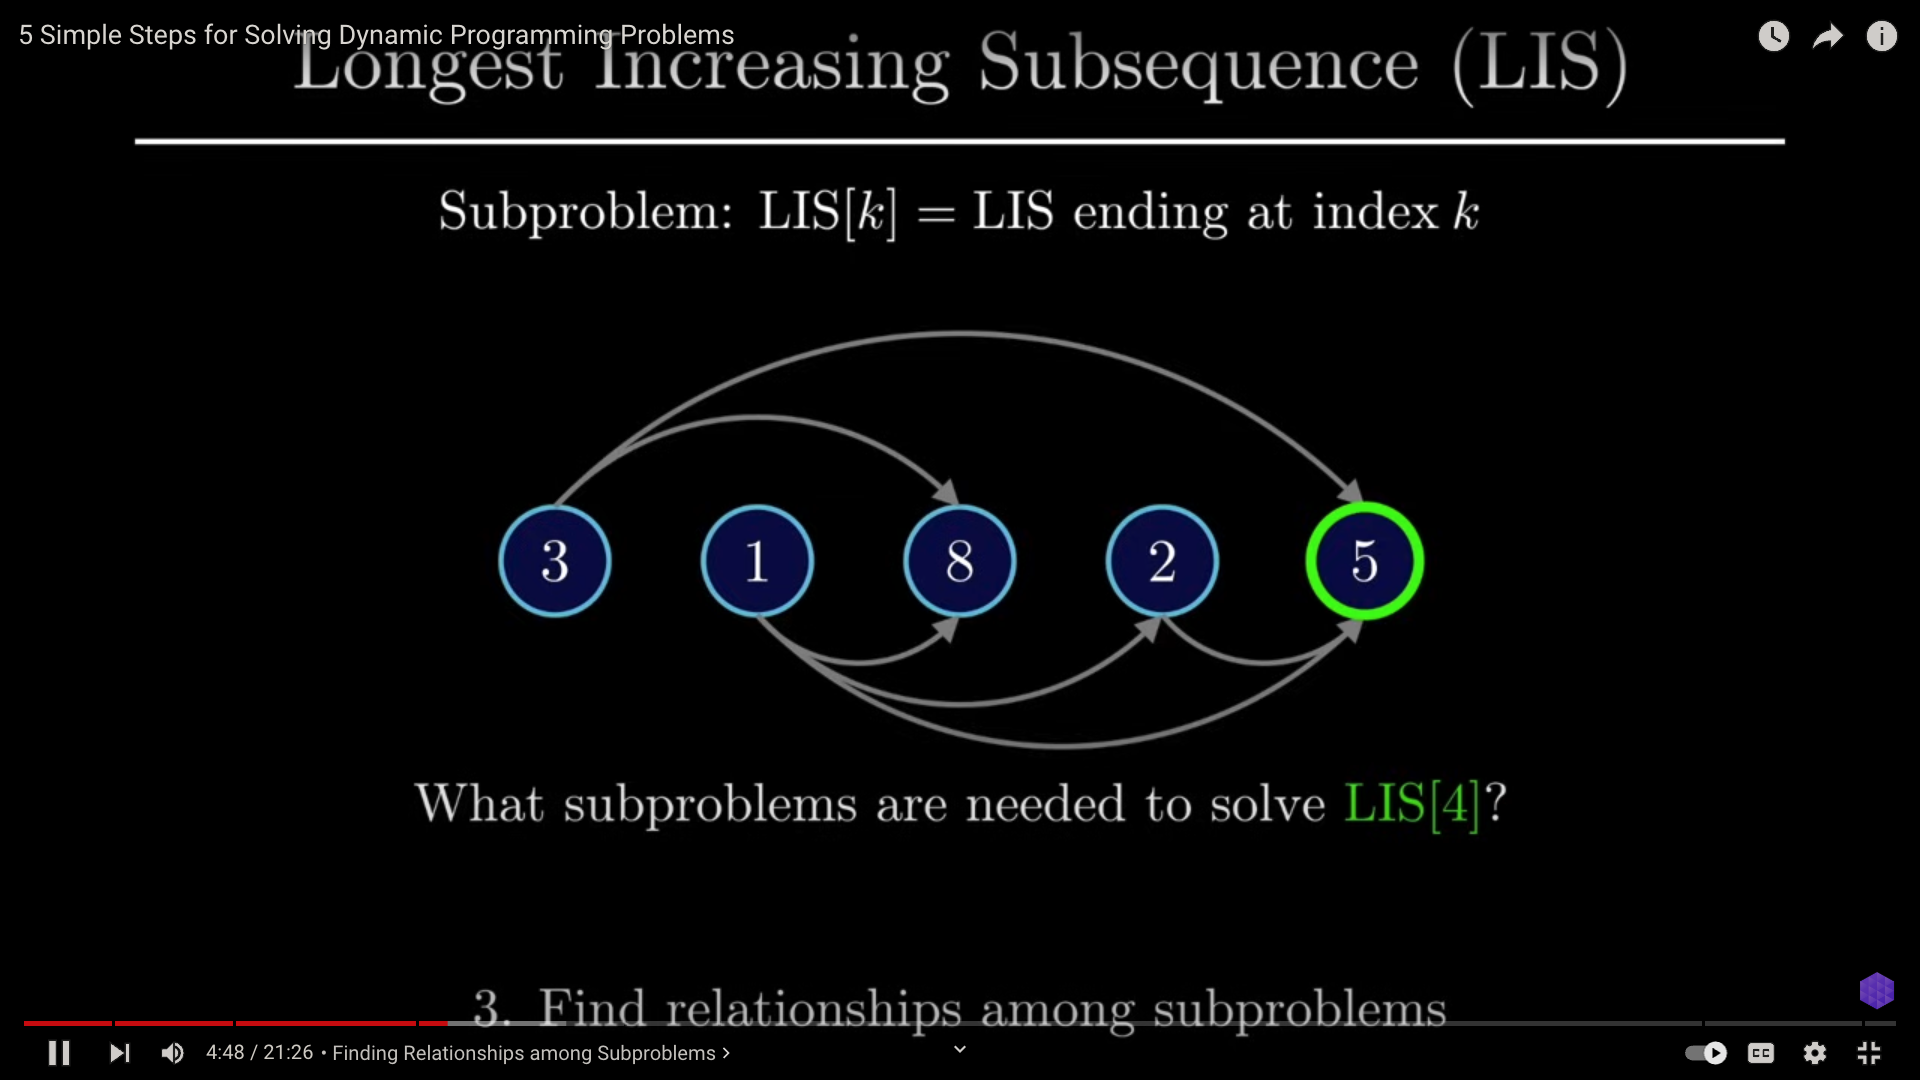 5 Simple Steps for Solving Dynamic Programming Problems
Longest Increasing Subsequence (LIS)
Subproblem: LIS[k] = LIS ending at index k
3 1 8 2 5
What subproblems are needed to solve LIS[4]?
3. Find relationships among subproblems
4:48 / 21:26 • Finding Relationships among Subproblems
CC